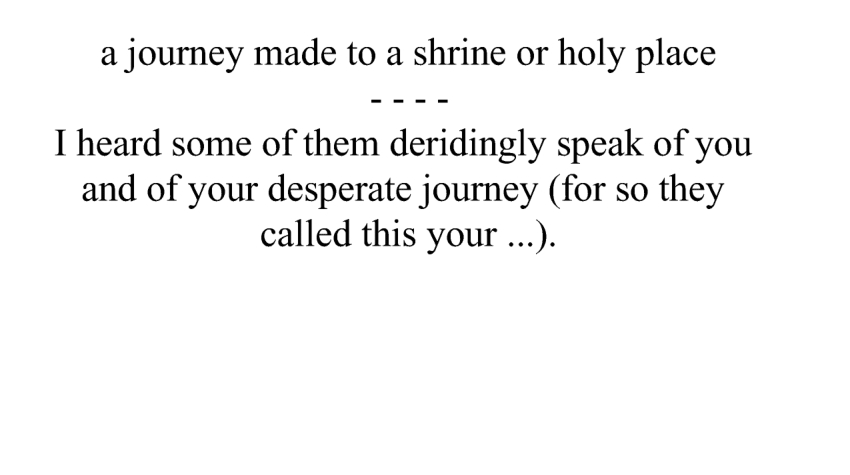 a journey made to a shrine or holy place
- - - -
I heard some of them deridingly speak of you
and of your desperate journey (for so they
called this your ...).